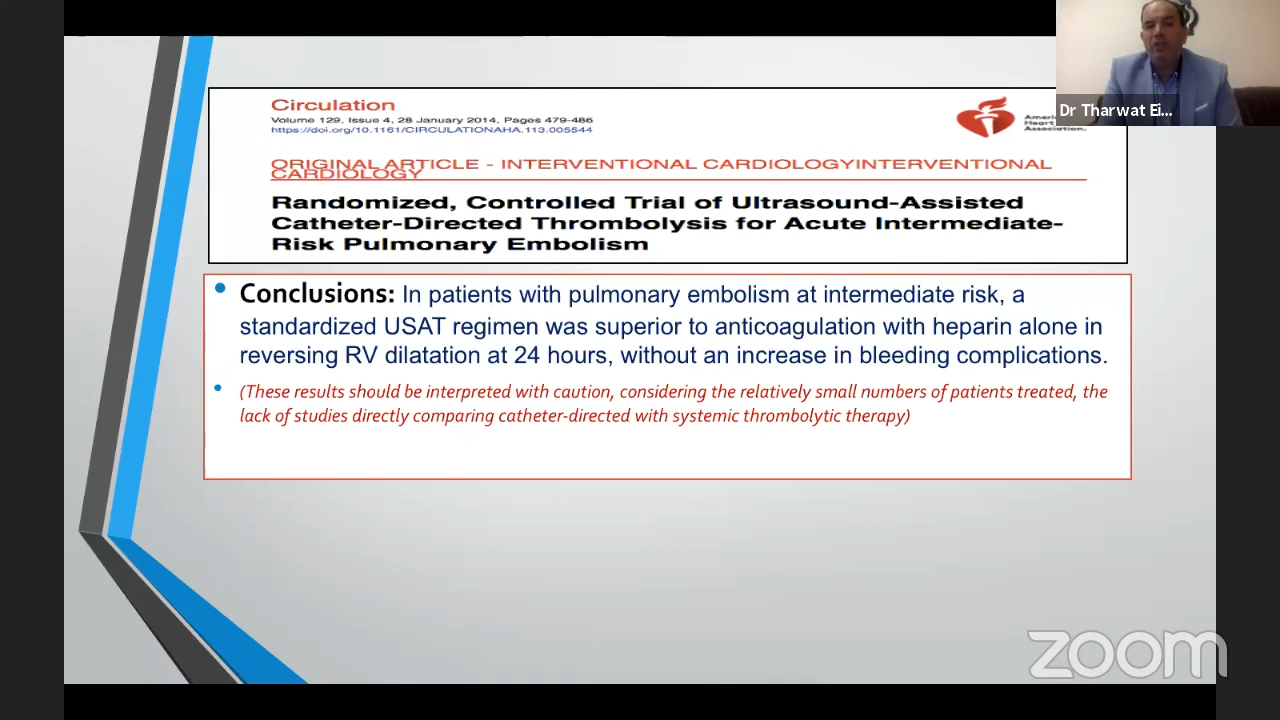 Circulation
Volume 129, Issue 4, 28 January 2014, Pages 479-486
https://doi.org/10.1161/CIRCULATIONAHA.113.005544
Heart
Association.
Dr Tharwat Ei...
ORIGINAL ARTICLE - INTERVENTIONAL CARDIOLOGYINTERVENTIONAL
CARDIOLOGY
Randomized, Controlled Trial of Ultrasound-Assisted
Catheter-Directed Thrombolysis for Acute Intermediate-
Risk Pulmonary Embolism
• Conclusions: In patients with pulmonary embolism at intermediate risk, a
standardized USAT regimen was superior to anticoagulation with heparin alone in
reversing RV dilatation at 24 hours, without an increase in bleeding complications.
• (These results should be interpreted with caution, considering the relatively small numbers of patients treated, the
lack of studies directly comparing catheter-directed with systemic thrombolytic therapy)
zoom